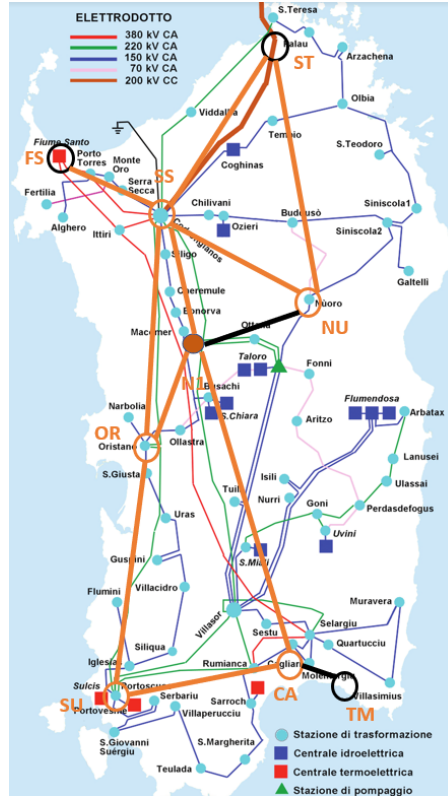 ELETTRODOTTO
380 kV CA
220 kV CA
150 kV CA
70 kV CA
200 kV CC
S.Teresa
Palau
ST
Arzachena
Viddalba
Olbia
Tempio
Fiume Santo
FS
Porto
Torres
Monte
Oro
SS
Coghinas
S.Teodoro
Serra
Secca
Fertilia
Alghero
Chilivani
Siniscola1
Ittiri
Ozieri
Buddusò
Siniscola2
Siligo
Galtelli
Cheremule
Bonorva
Nùoro
NU
Macomer
Ottana
Taloro
Fonni
N1
Busachi
S.Chiara
Flumendosa
Narbolia
Arbatax
OR
Aritzo
Oristano
Ollastra
Lanusei
S.Giusta
Isili
Tuili
Ulassai
Nurri
Goni
Uras
Perdasdefogus
Uvini
Guspini
S.Miali
Flumini
Villacidro
Villasor
Muravera
Siliqua
Selargiu
Sestu
Quartucciu
Iglesias
Rumianca
Cagliari
Sulcis
Portoscuso
Serbariu
SU
CA
Villasimius
TM
Portovesme
Villaperucciu
Sarroch
S.Giovanni
Suérgiu
S.Margherita
Teulada
Stazione di trasformazione
Centrale idroelettrica
Centrale termoelettrica
Stazione di pompaggio